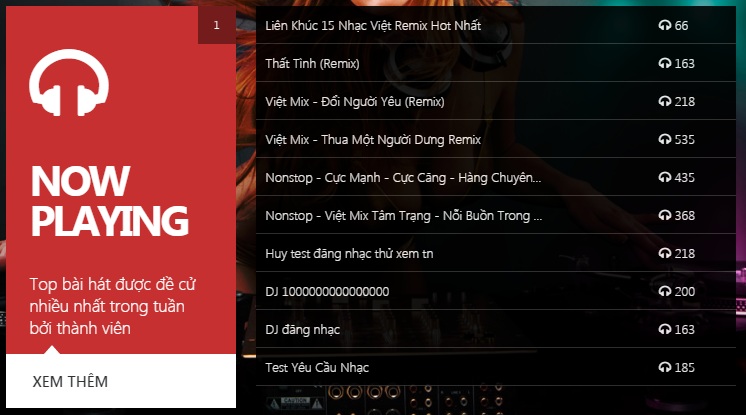 1
NOW
PLAYING
Top bài hát được đề cử
nhiều nhất trong tuần
bởi thành viên
XEM THÊM
Liên Khúc 15 Nhạc Việt Remix Hot Nhất 66
Thất Tình (Remix) 163
Việt Mix - Đổi Người Yêu (Remix) 218
Việt Mix - Thua Một Người Dưng Remix 535
Nonstop - Cực Mạnh - Cực Căng - Hàng Chuyên... 435
Nonstop - Việt Mix Tâm Trạng - Nỗi Buồn Trong ... 368
Huy test đăng nhạc thử xem tn 218
DJ 1000000000000000 200
DJ đăng nhạc 163
Test Yêu Cầu Nhạc 185
CAUTION